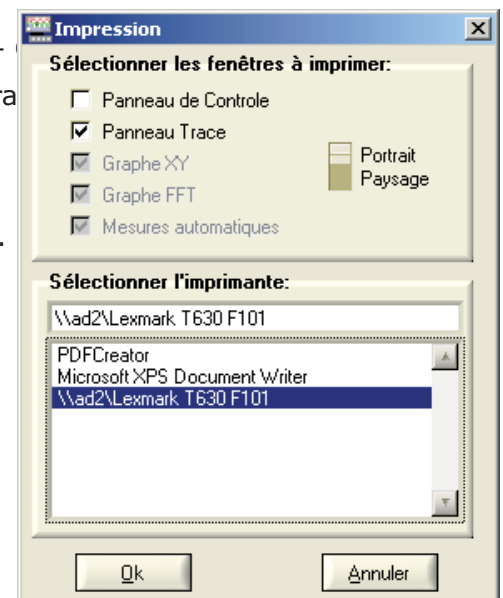 Impression
Sélectionner les fenêtres à imprimer:
Panneau de Controle
Panneau Trace
Graphe XY
Graphe FFT
Mesures automatiques
Portrait
Paysage
Sélectionner l'imprimante:
\\ad2\Lexmark T630 F101
PDFCreator
Microsoft XPS Document Writer
\\ad2\Lexmark T630 F101
Ok
Annuler